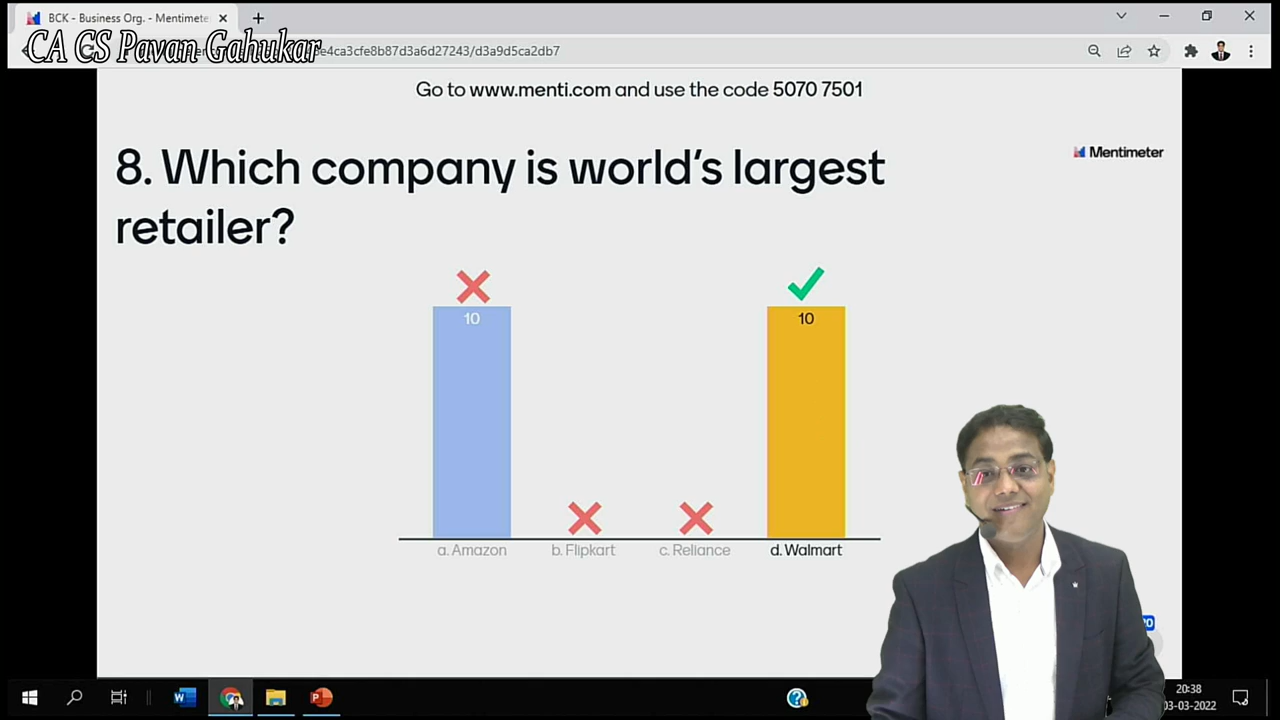 BCK - Business Org. - Mentimete
CA CS Pavan Gahukar
e4ca3cfe8b87d3a6d27243/d3a9d5ca2db7
Go to www.menti.com and use the code 5070 7501
8. Which company is world's largest
retailer?
Mentimeter
10
10
a. Amazon
b. Flipkart
c. Reliance
d. Walmart
20:38
03-03-2022